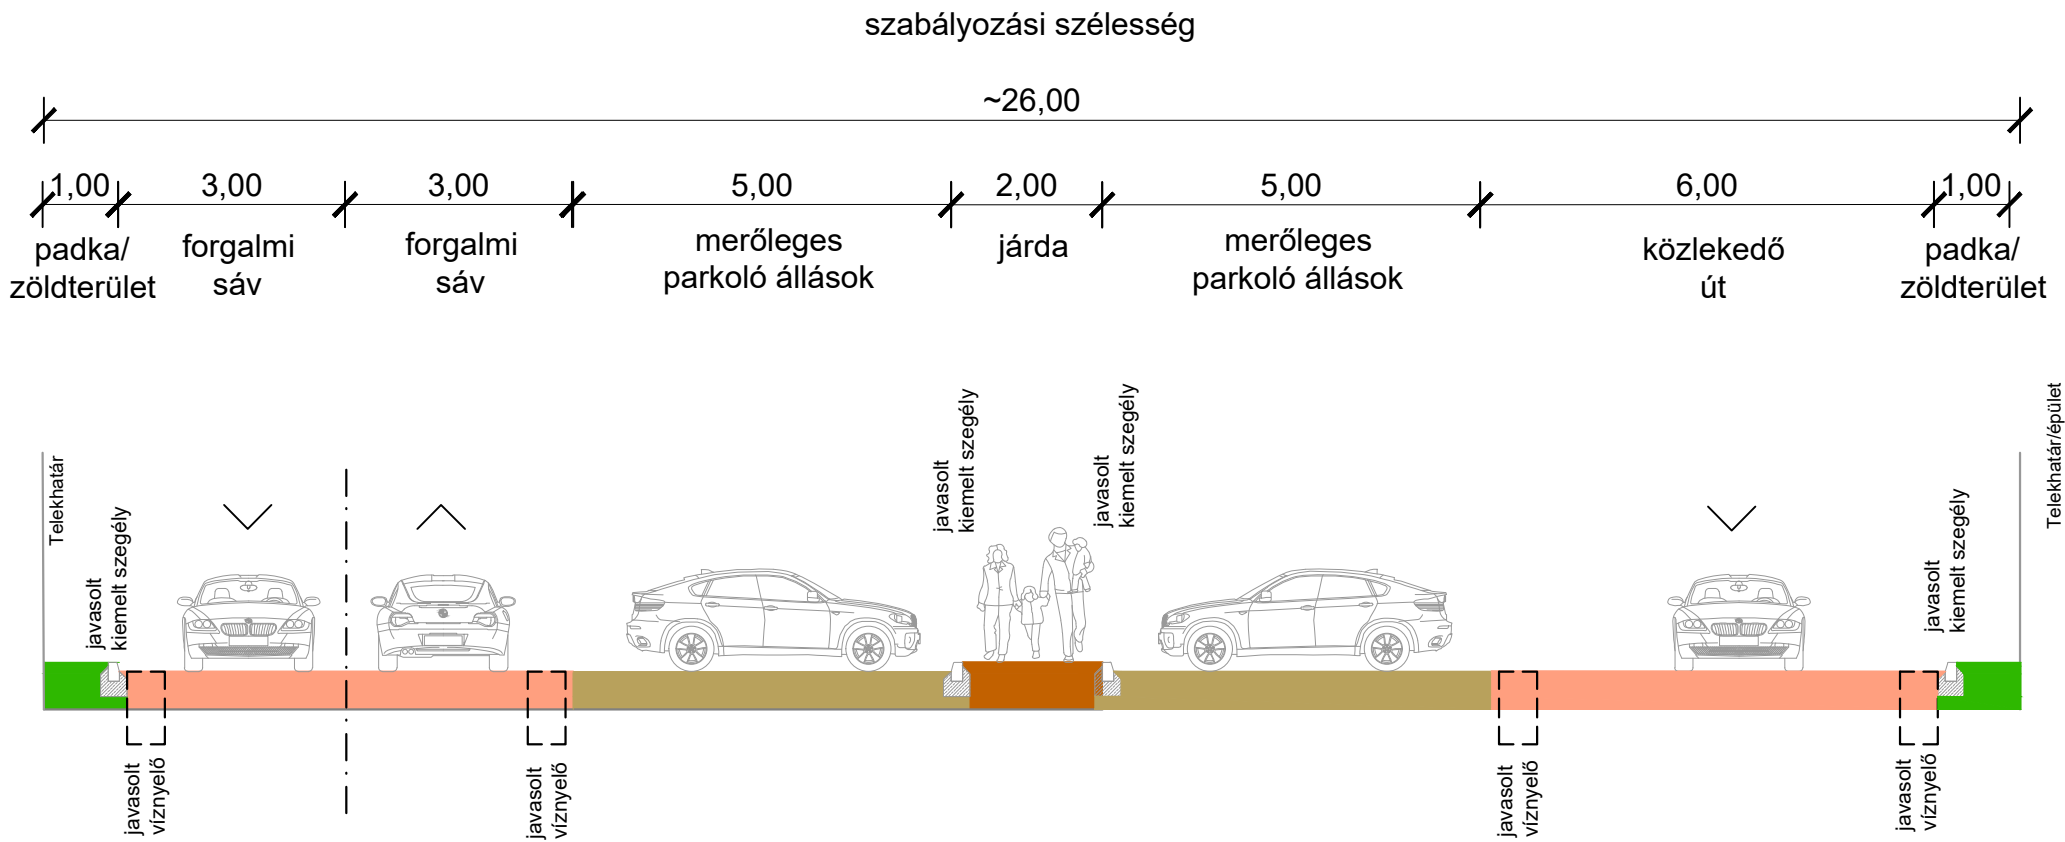 szabályozási szélesség
~26,00
1,00
3,00
3,00
5,00
2,00
5,00
6,00
1,00
padka/
zöldterület
forgalmi
sáv
forgalmi
sáv
merőleges
parkoló állások
járda
merőleges
parkoló állások
közlekedő
út
padka/
zöldterület
Telekhatár
javasolt
kiemelt szegély
javasolt
kiemelt szegély
javasolt
kiemelt szegély
javasolt
kiemelt szegély
Telekhatár/épület
javasolt
víznyelő
javasolt
víznyelő
javasolt
víznyelő
javasolt
víznyelő